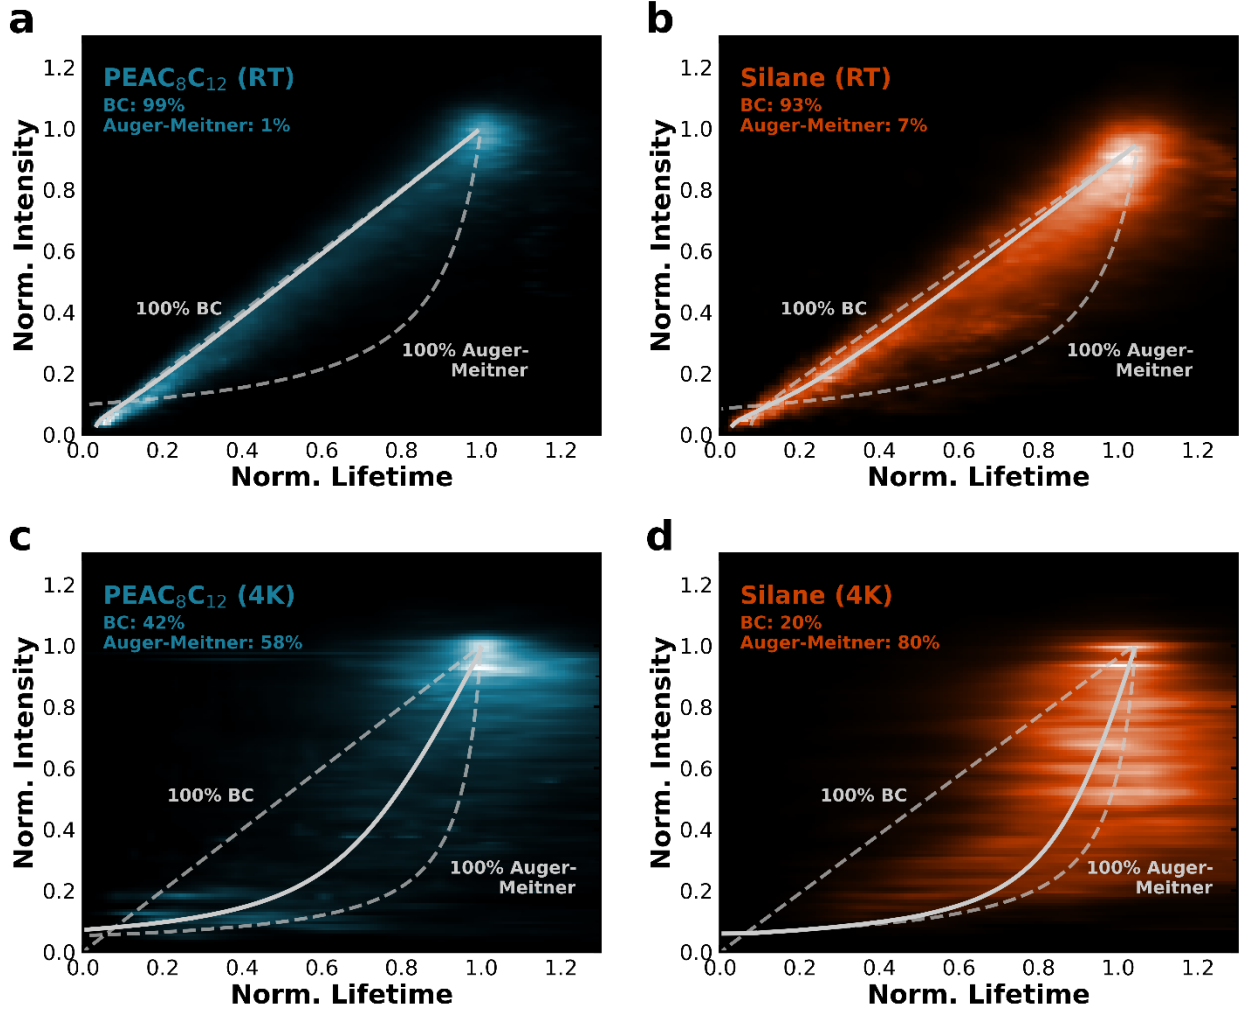 a
PEAC₈C₁₂ (RT)
BC: 99%
Auger-Meitner: 1%
100% BC
100% Auger-
Meitner
Norm. Intensity
1.2
1.0
0.8
0.6
0.4
0.2
0.0
0.0 0.2 0.4 0.6 0.8 1.0 1.2
Norm. Lifetime
b
Silane (RT)
BC: 93%
Auger-Meitner: 7%
100% BC
100% Auger-
Meitner
Norm. Intensity
1.2
1.0
0.8
0.6
0.4
0.2
0.0
0.0 0.2 0.4 0.6 0.8 1.0 1.2
Norm. Lifetime
c
PEAC₈C₁₂ (4K)
BC: 42%
Auger-Meitner: 58%
100% BC
100% Auger-
Meitner
Norm. Intensity
1.2
1.0
0.8
0.6
0.4
0.2
0.0
0.0 0.2 0.4 0.6 0.8 1.0 1.2
Norm. Lifetime
d
Silane (4K)
BC: 20%
Auger-Meitner: 80%
100% BC
100% Auger-
Meitner
Norm. Intensity
1.2
1.0
0.8
0.6
0.4
0.2
0.0
0.0 0.2 0.4 0.6 0.8 1.0 1.2
Norm. Lifetime